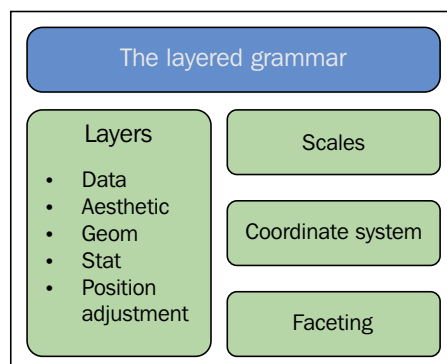 The layered grammar
Layers
• Data
• Aesthetic
• Geom
• Stat
• Position
adjustment
Scales
Coordinate system
Faceting